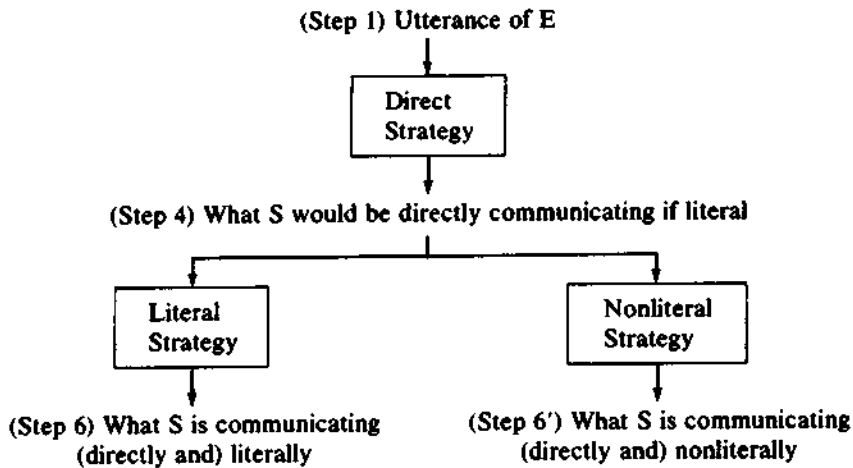 (Step 1) Utterance of E
Direct
Strategy
(Step 4) What S would be directly communicating if literal
Literal
Strategy
Nonliteral
Strategy
(Step 6) What S is communicating
(directly and) literally
(Step 6′) What S is communicating
(directly and) nonliterally